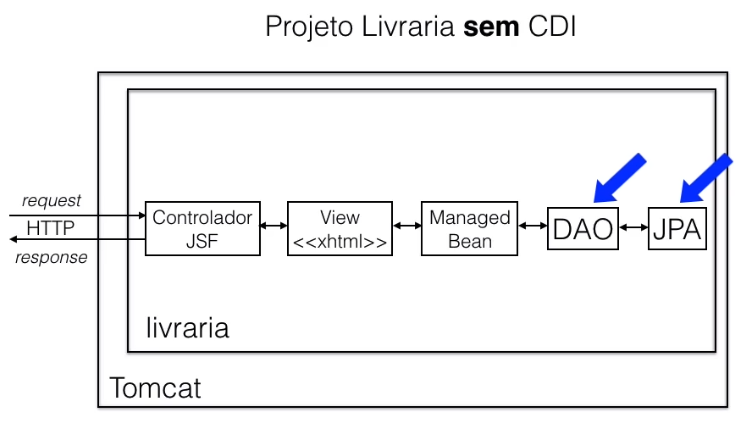 Projeto Livraria sem CDI
request
HTTP
response
Controlador
JSF
View
<<xhtml>>
Managed
Bean
DAO
JPA
livraria
Tomcat